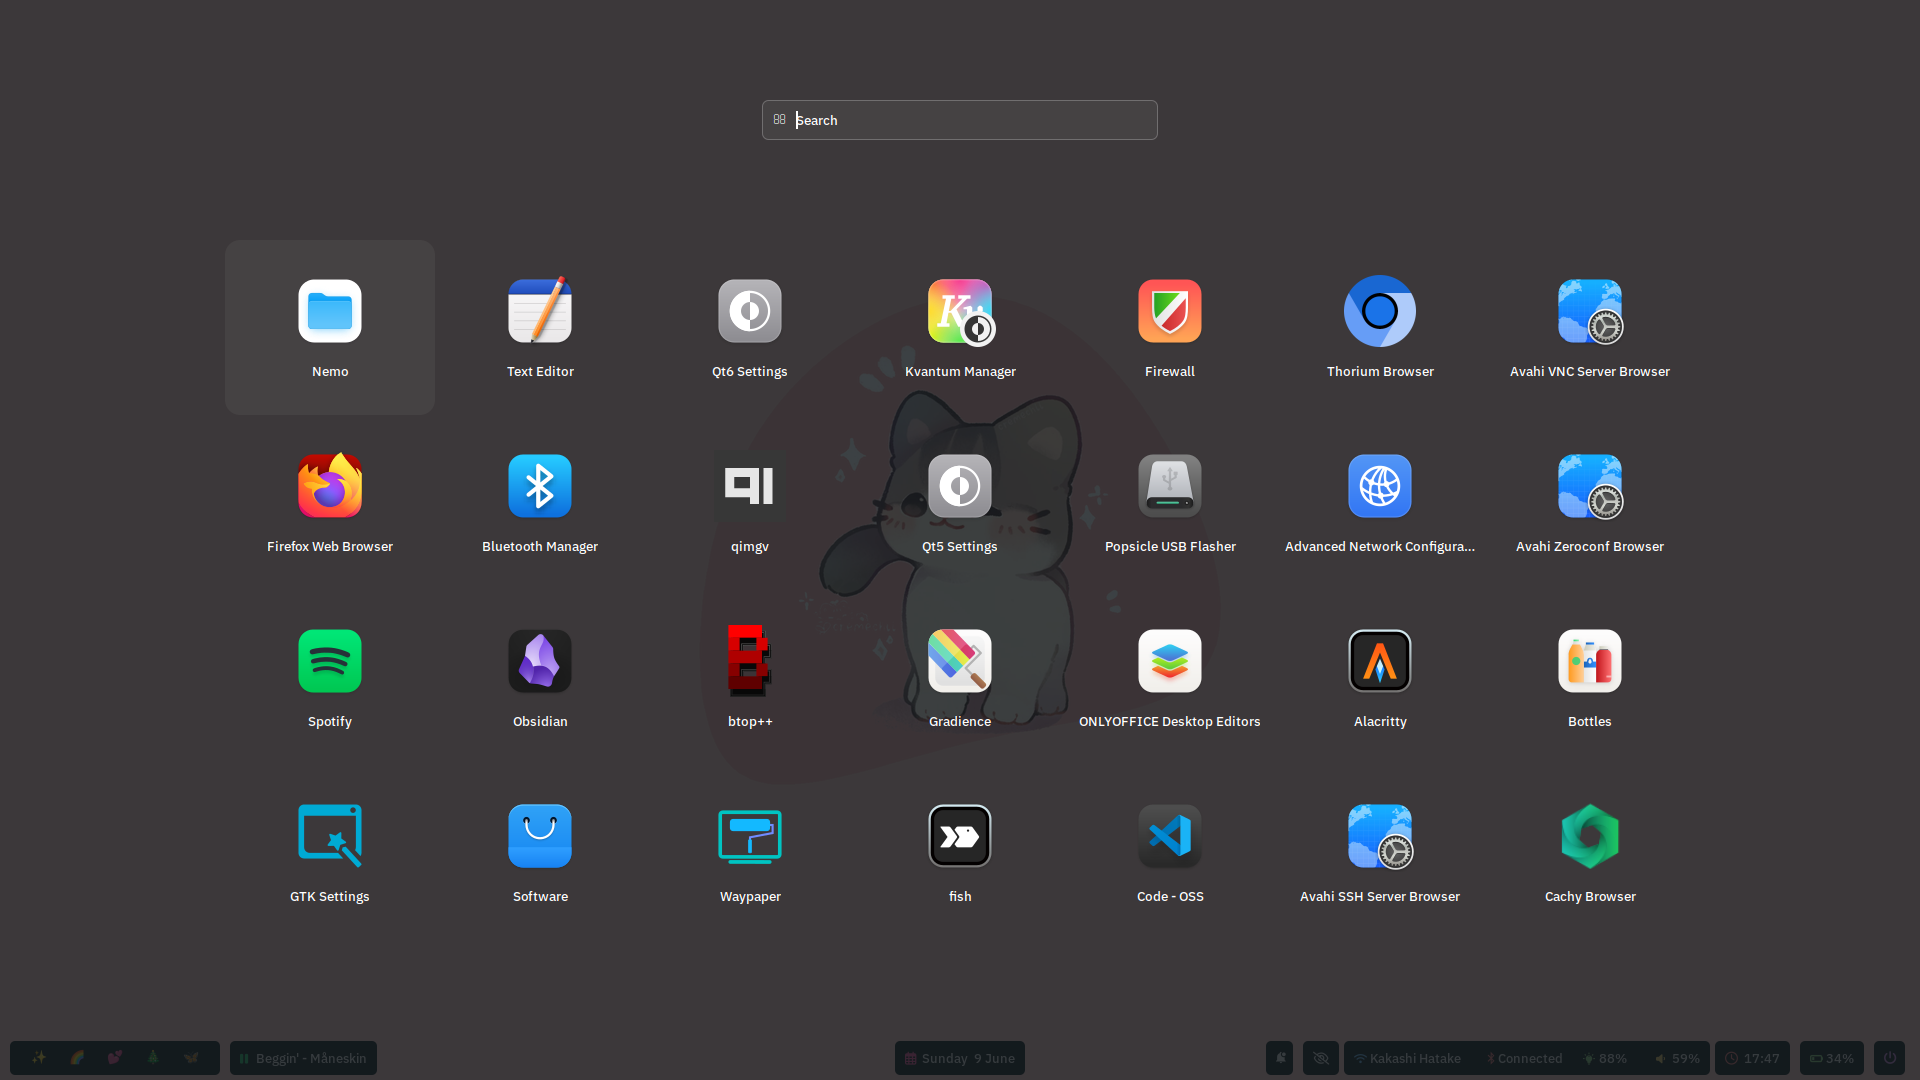 Search
Nemo
Text Editor
Qt6 Settings
Kvantum Manager
Firewall
Thorium Browser
Avahi VNC Server Browser
Firefox Web Browser
Bluetooth Manager
qimgv
Qt5 Settings
Popsicle USB Flasher
Advanced Network Configura...
Avahi Zeroconf Browser
Spotify
Obsidian
btop++
Gradience
ONLYOFFICE Desktop Editors
Alacritty
Bottles
GTK Settings
Software
Waypaper
fish
Code - OSS
Avahi SSH Server Browser
Cachy Browser
Beggin' - Måneskin
Sunday 9 June
Kakashi Hatake
Connected
88%
59%
17:47
34%